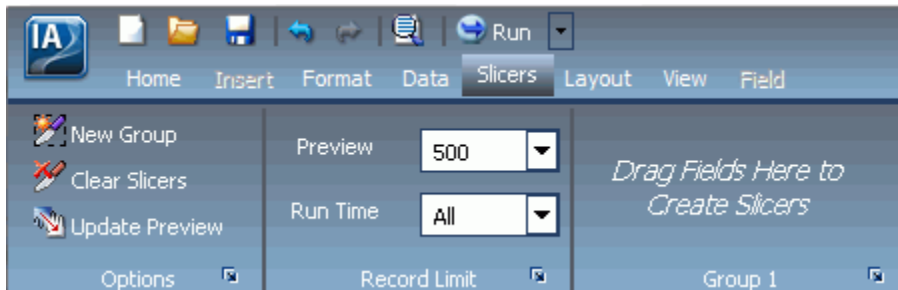 IA
Run
Home Insert Format Data Slicers Layout View Field
New Group
Clear Slicers
Update Preview
Options
Preview 500
Run Time All
Record Limit
Drag Fields Here to
Create Slicers
Group 1